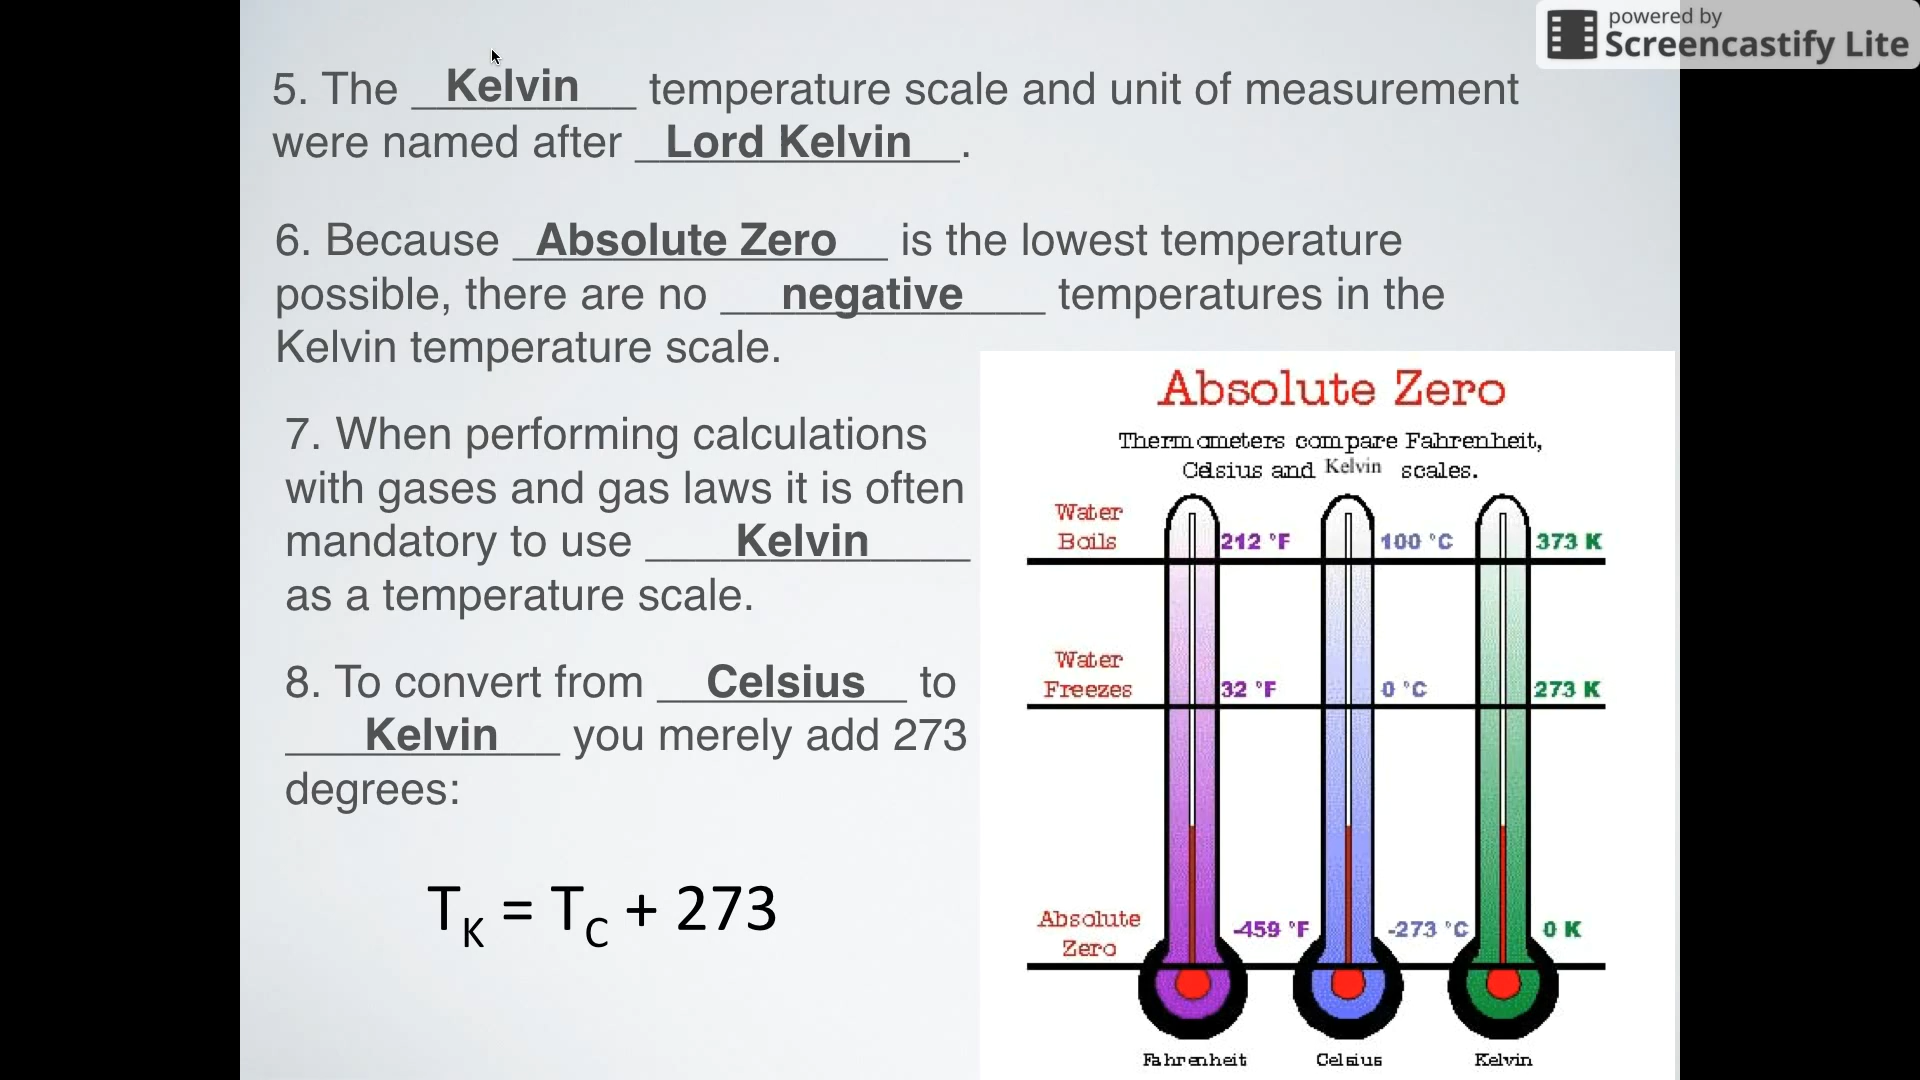 powered by
Screencastify Lite
5. The Kelvin temperature scale and unit of measurement
were named after Lord Kelvin.
6. Because Absolute Zero is the lowest temperature
possible, there are no negative temperatures in the
Kelvin temperature scale.
7. When performing calculations
with gases and gas laws it is often
mandatory to use Kelvin
as a temperature scale.
8. To convert from Celsius to
Kelvin you merely add 273
degrees:
TK = TC + 273
Absolute Zero
Thermometers compare Fahrenheit,
Celsius and Kelvin scales.
Water
Boils
212 °F
100 °C
373 K
Water
Freezes
32 °F
0 °C
273 K
Absolute
Zero
-459 °F
-273 °C
0 K
Fahrenheit
Celsius
Kelvin